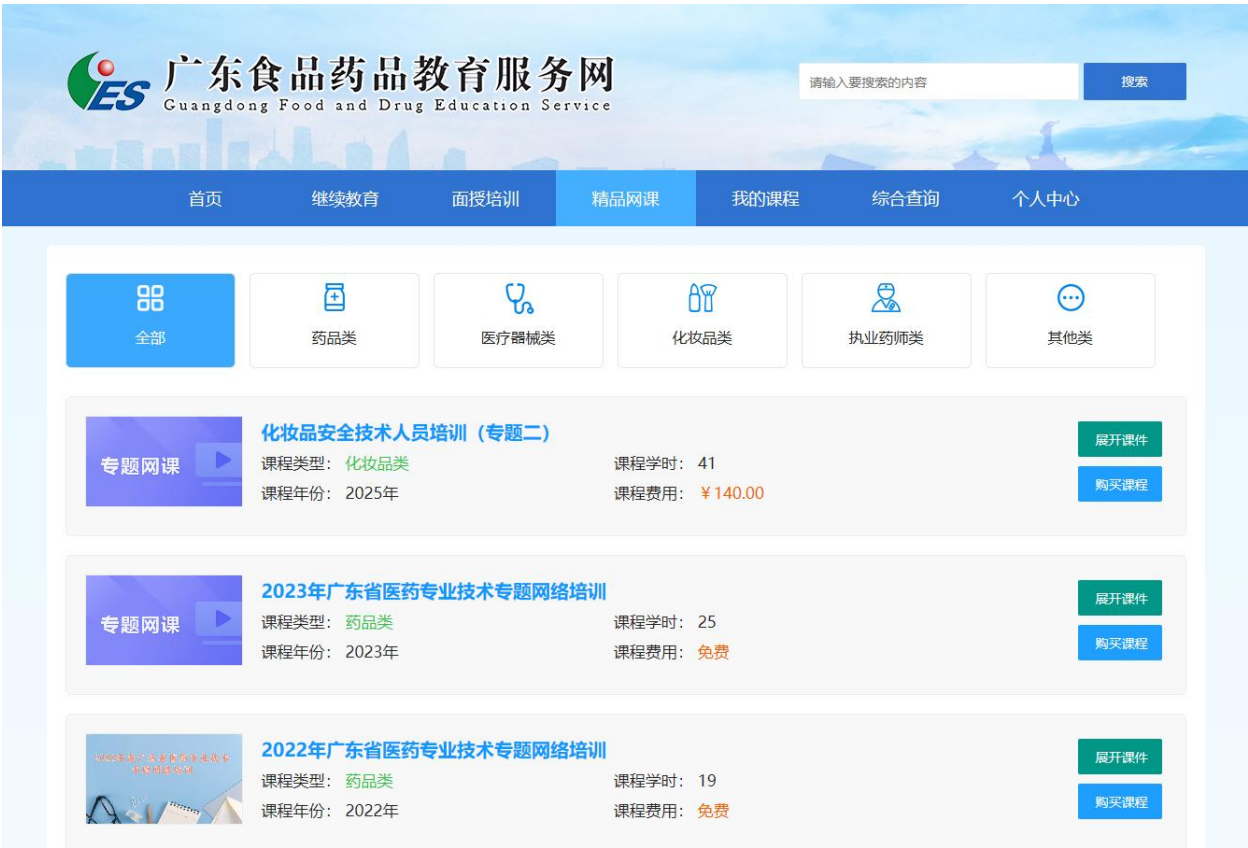 广东食品药品教育服务网
Guangdong Food and Drug Education Service
ES
请输入要搜索的内容
搜索
首页 继续教育 面授培训 精品网课 我的课程 综合查询 个人中心
全部 药品类 医疗器械类 化妆品类 执业药师类 其他类
专题网课
化妆品安全技术人员培训（专题二）
课程类型： 化妆品类 课程学时： 41
课程年份： 2025年 课程费用： ￥140.00
展开课件
购买课程
专题网课
2023年广东省医药专业技术专题网络培训
课程类型： 药品类 课程学时： 25
课程年份： 2023年 课程费用： 免费
展开课件
购买课程
2022年广东省医药专业技术专题网络培训
课程类型： 药品类 课程学时： 19
课程年份： 2022年 课程费用： 免费
展开课件
购买课程